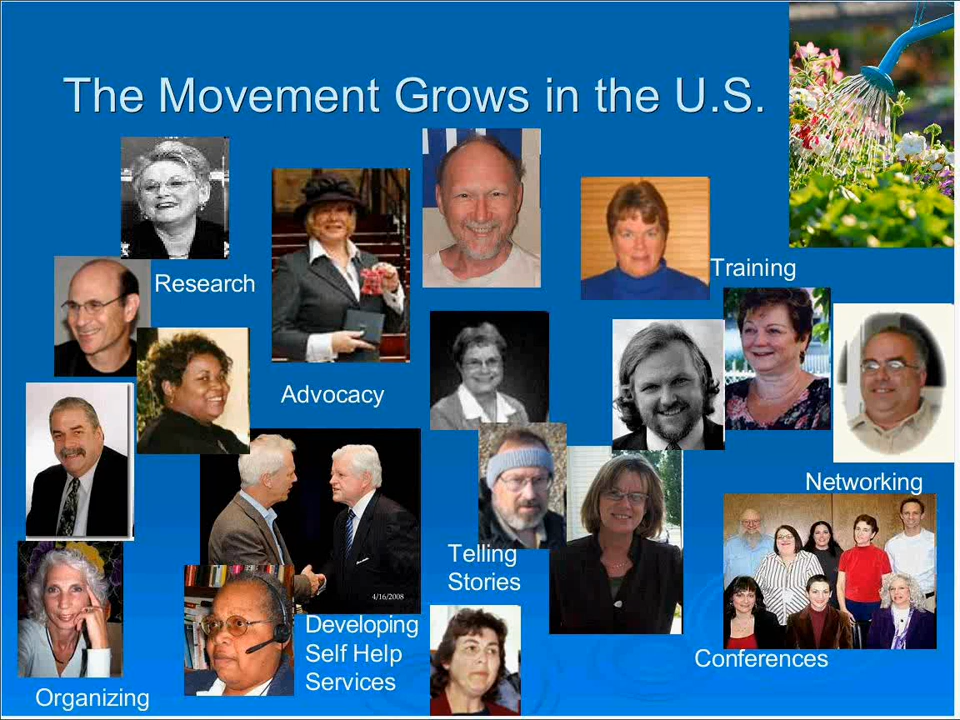 The Movement Grows in the U.S.
Research
Training
Advocacy
Networking
Telling
Stories
4/16/2008
Developing
Self Help
Services
Conferences
Organizing